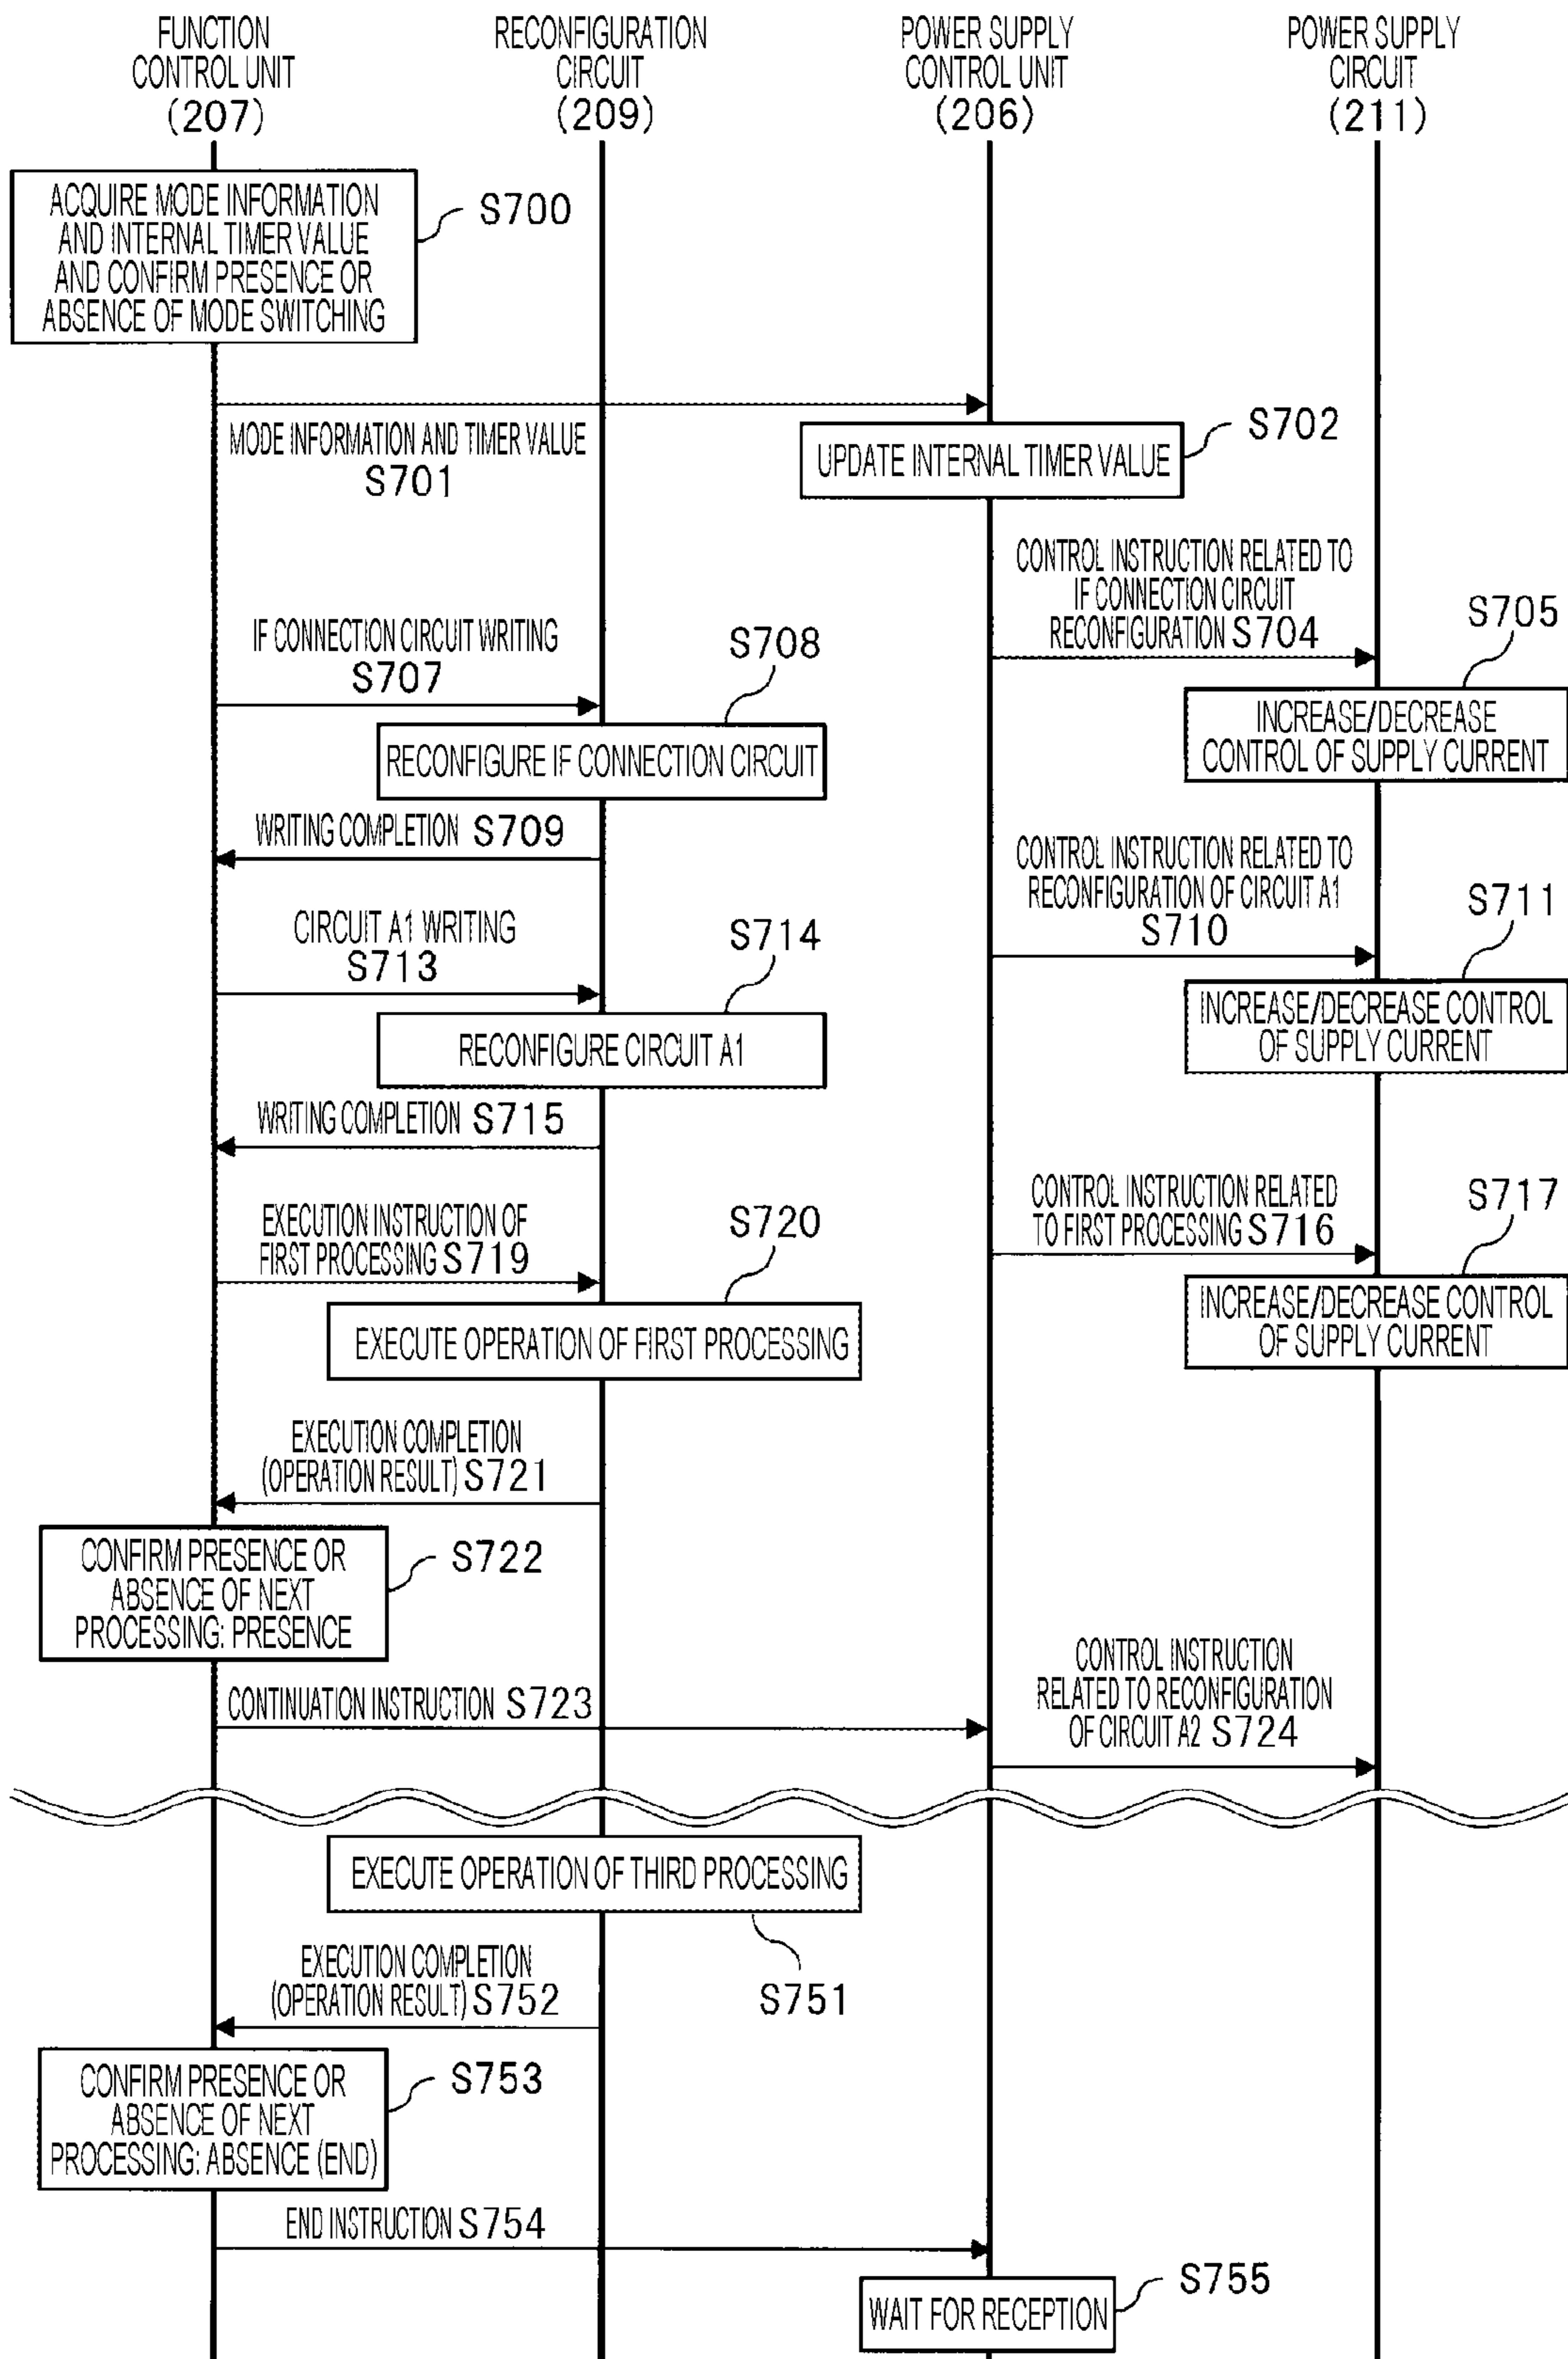 FUNCTION
CONTROL UNIT
(207)
RECONFIGURATION
CIRCUIT
(209)
POWER SUPPLY
CONTROL UNIT
(206)
POWER SUPPLY
CIRCUIT
(211)
ACQUIRE MODE INFORMATION
AND INTERNAL TIMER VALUE
AND CONFIRM PRESENCE OR
ABSENCE OF MODE SWITCHING
S700
MODE INFORMATION AND TIMER VALUE
S701
UPDATE INTERNAL TIMER VALUE
S702
CONTROL INSTRUCTION RELATED TO
IF CONNECTION CIRCUIT
RECONFIGURATION S704
S705
INCREASE/DECREASE
CONTROL OF SUPPLY CURRENT
IF CONNECTION CIRCUIT WRITING
S707
S708
RECONFIGURE IF CONNECTION CIRCUIT
WRITING COMPLETION S709
CONTROL INSTRUCTION RELATED TO
RECONFIGURATION OF CIRCUIT A1
S710
S711
INCREASE/DECREASE CONTROL
OF SUPPLY CURRENT
CIRCUIT A1 WRITING
S713
S714
RECONFIGURE CIRCUIT A1
WRITING COMPLETION S715
CONTROL INSTRUCTION RELATED
TO FIRST PROCESSING S716
S717
INCREASE/DECREASE CONTROL
OF SUPPLY CURRENT
EXECUTION INSTRUCTION OF
FIRST PROCESSING S719
S720
EXECUTE OPERATION OF FIRST PROCESSING
EXECUTION COMPLETION
(OPERATION RESULT) S721
CONFIRM PRESENCE OR
ABSENCE OF NEXT
PROCESSING: PRESENCE
S722
CONTINUATION INSTRUCTION S723
CONTROL INSTRUCTION
RELATED TO RECONFIGURATION
OF CIRCUIT A2 S724
EXECUTE OPERATION OF THIRD PROCESSING
S751
EXECUTION COMPLETION
(OPERATION RESULT) S752
CONFIRM PRESENCE OR
ABSENCE OF NEXT
PROCESSING: ABSENCE (END)
S753
END INSTRUCTION S754
S755
WAIT FOR RECEPTION